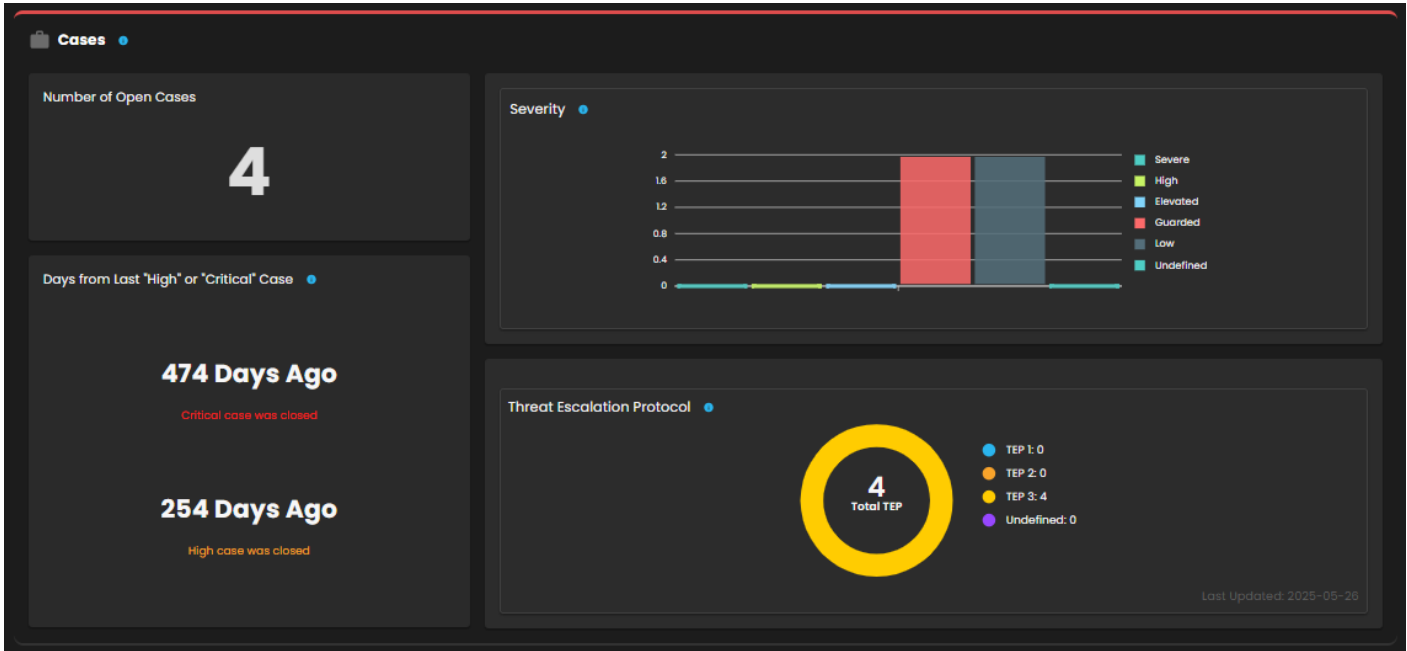 Cases
Number of Open Cases
4
Days from Last "High" or "Critical" Case
474 Days Ago
Critical case was closed
254 Days Ago
High case was closed
Severity
2
1.6
1.2
0.8
0.4
0
Severe
High
Elevated
Guarded
Low
Undefined
Threat Escalation Protocol
4
Total TEP
TEP 1: 0
TEP 2: 0
TEP 3: 4
Undefined: 0
Last Updated: 2025-05-26